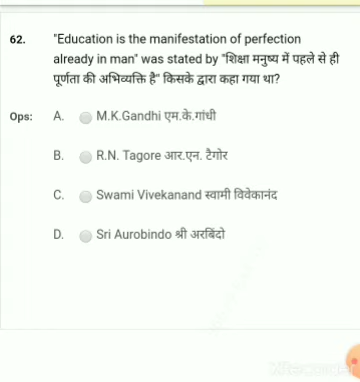 62. "Education is the manifestation of perfection
already in man" was stated by "शिक्षा मनुष्य में पहले से ही
पूर्णता की अभिव्यक्ति है" किसके द्वारा कहा गया था?
Ops: A. M.K.Gandhi एम.के.गांधी
B. R.N. Tagore आर.एन. टैगोर
C. Swami Vivekanand स्वामी विवेकानंद
D. Sri Aurobindo श्री अरबिंदो